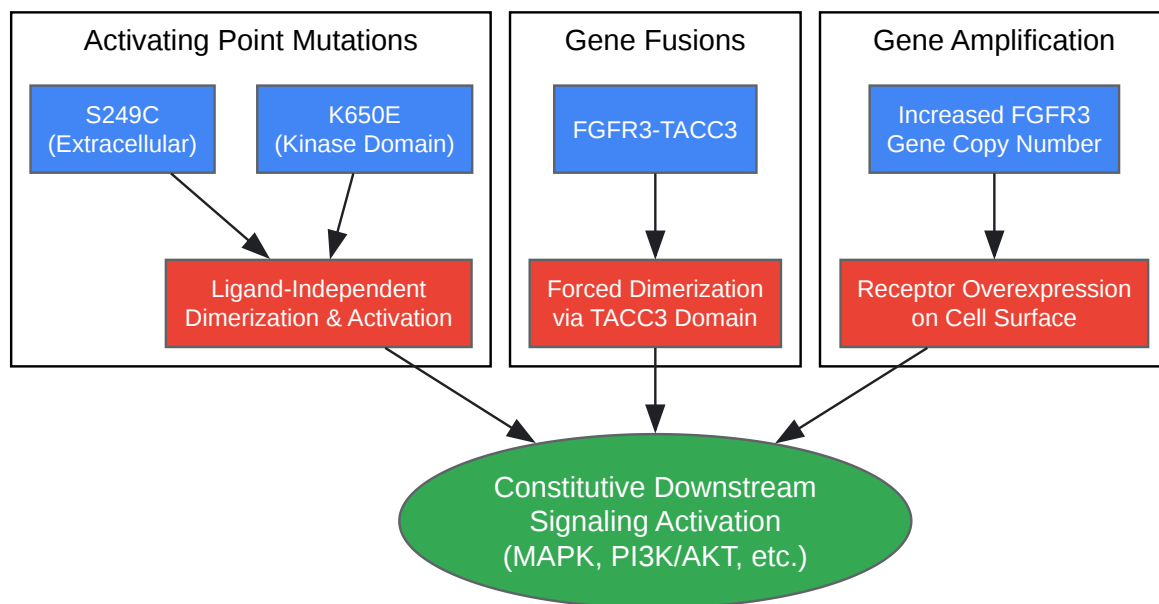 Activating Point Mutations
S249C
(Extracellular)
K650E
(Kinase Domain)
Ligand-Independent
Dimerization & Activation
Gene Fusions
FGFR3-TACC3
Forced Dimerization
via TACC3 Domain
Gene Amplification
Increased FGFR3
Gene Copy Number
Receptor Overexpression
on Cell Surface
Constitutive Downstream
Signaling Activation
(MAPK, PI3K/AKT, etc.)